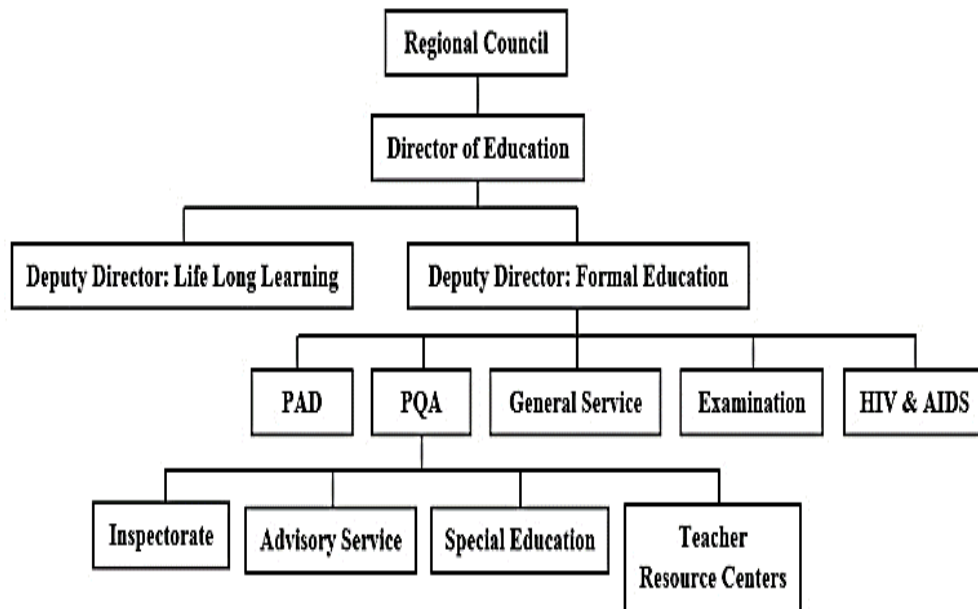 Regional Council
Director of Education
Deputy Director: Life Long Learning
Deputy Director: Formal Education
PAD
PQA
General Service
Examination
HIV & AIDS
Inspectorate
Advisory Service
Special Education
Teacher
Resource Centers